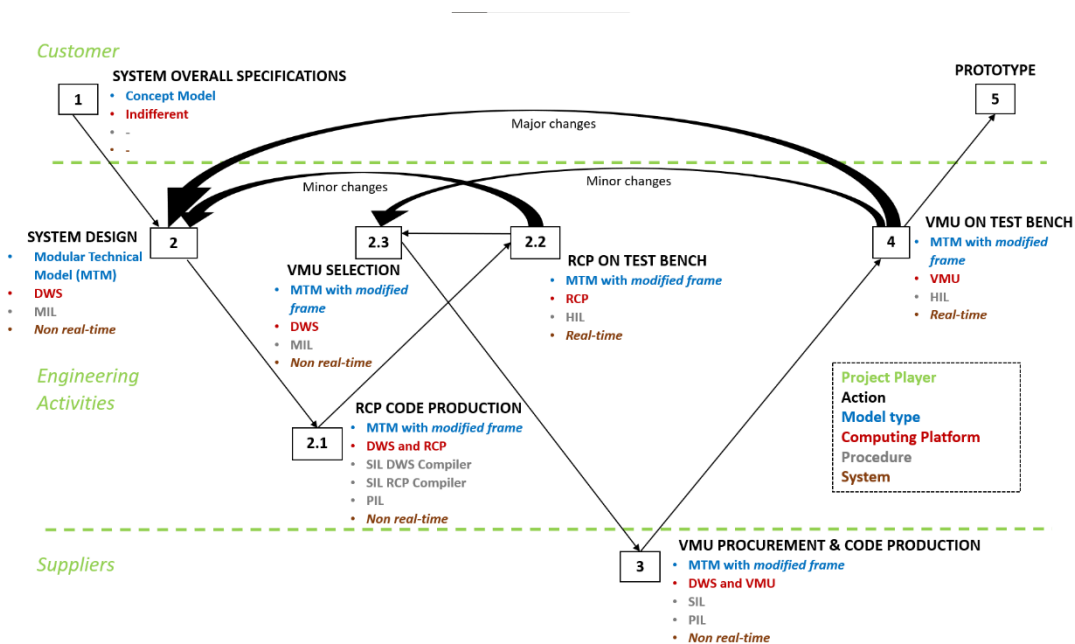 Customer
SYSTEM OVERALL SPECIFICATIONS
1
• Concept Model
• Indifferent
• -
• -
PROTOTYPE
5
Major changes
Minor changes
Minor changes
SYSTEM DESIGN
2
• Modular Technical
Model (MTM)
• DWS
• MIL
• Non real-time
2.3
VMU SELECTION
• MTM with modified
frame
• DWS
• MIL
• Non real-time
2.2
RCP ON TEST BENCH
• MTM with modified frame
• RCP
• HIL
• Real-time
4
VMU ON TEST BENCH
• MTM with modified
frame
• VMU
• HIL
• Real-time
Engineering
Activities
RCP CODE PRODUCTION
2.1
• MTM with modified frame
• DWS and RCP
• SIL DWS Compiler
• SIL RCP Compiler
• PIL
• Non real-time
Project Player
Action
Model type
Computing Platform
Procedure
System
Suppliers
3
VMU PROCUREMENT & CODE PRODUCTION
• MTM with modified frame
• DWS and VMU
• SIL
• PIL
• Non real-time